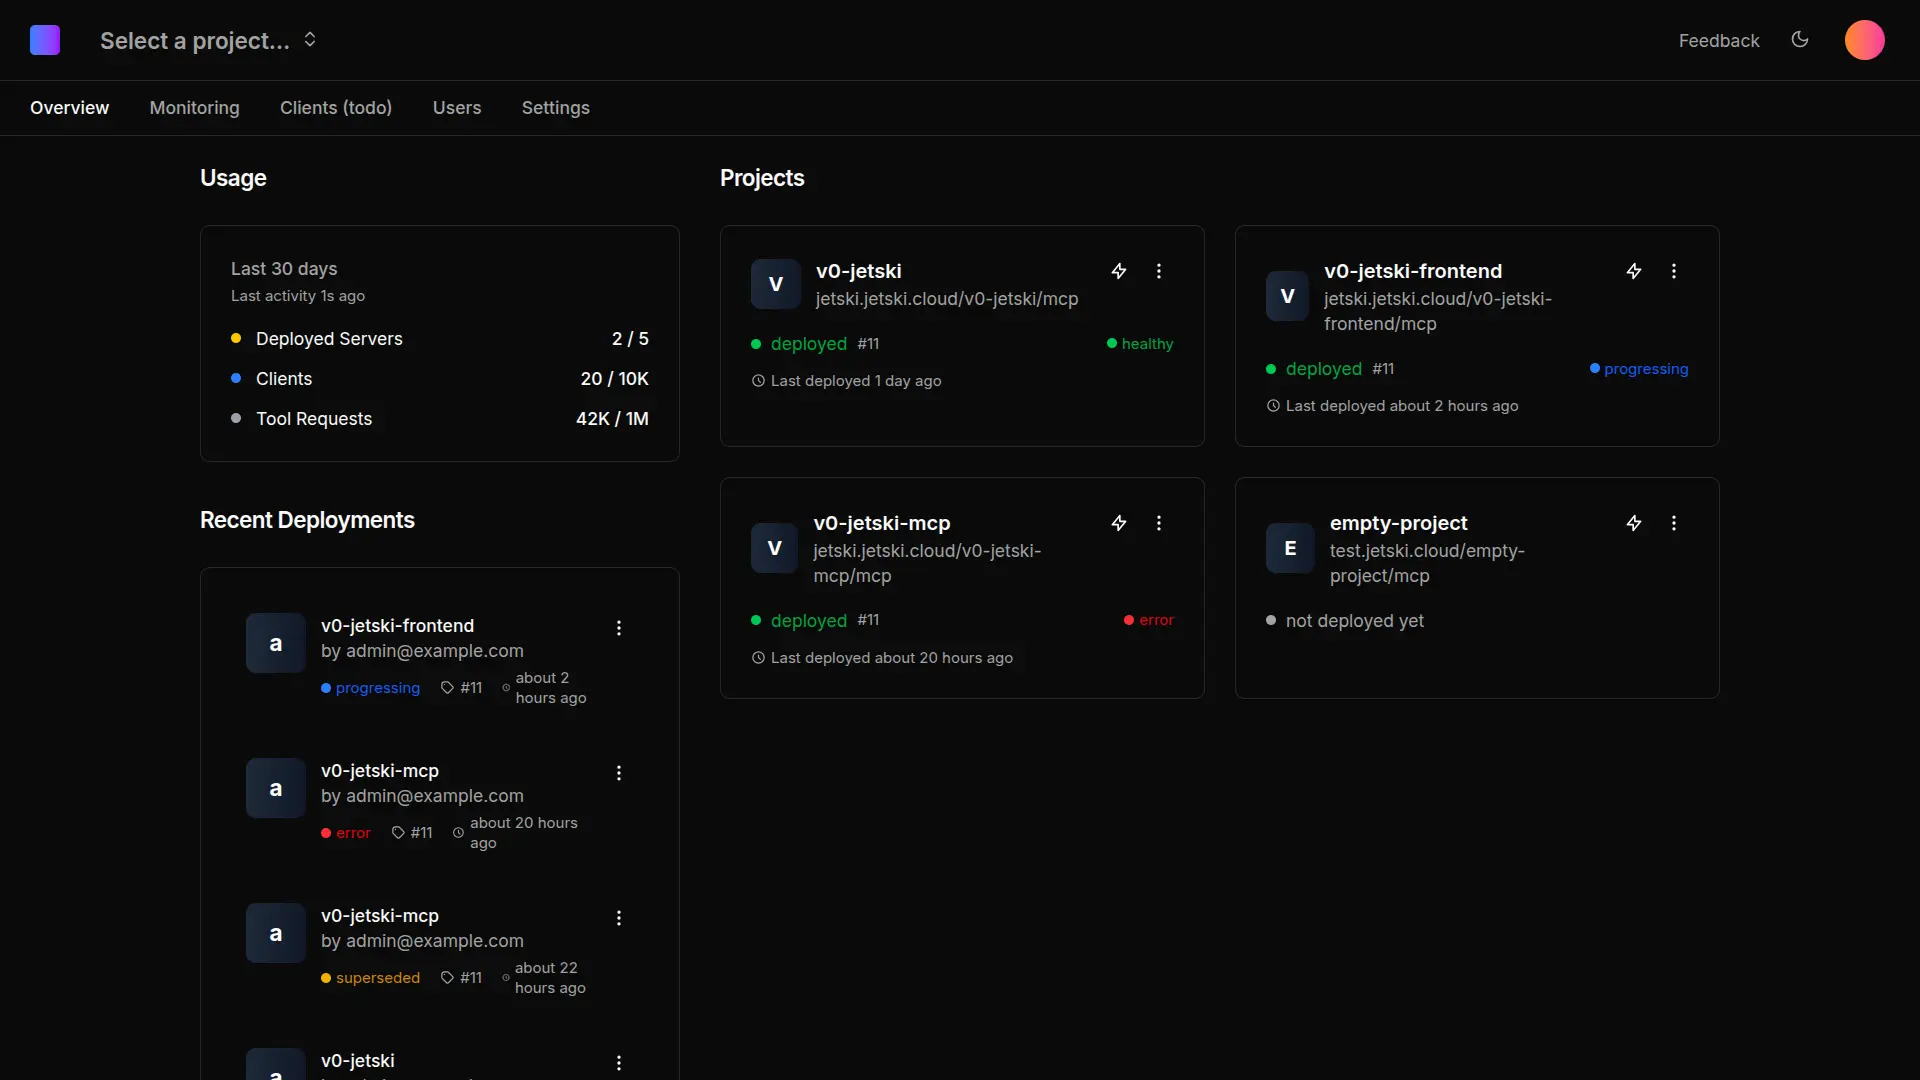 Select a project...
Feedback
Overview Monitoring Clients (todo) Users Settings
Usage
Last 30 days
Last activity 1s ago
Deployed Servers 2 / 5
Clients 20 / 10K
Tool Requests 42K / 1M
Recent Deployments
a
v0-jetski-frontend
by admin@example.com
progressing #11 about 2
hours ago
a
v0-jetski-mcp
by admin@example.com
error #11 about 20 hours
ago
a
v0-jetski-mcp
by admin@example.com
superseded #11 about 22
hours ago
a
v0-jetski
Projects
V
v0-jetski
jetski.jetski.cloud/v0-jetski/mcp
deployed #11 healthy
Last deployed 1 day ago
V
v0-jetski-frontend
jetski.jetski.cloud/v0-jetski-
frontend/mcp
deployed #11 progressing
Last deployed about 2 hours ago
V
v0-jetski-mcp
jetski.jetski.cloud/v0-jetski-
mcp/mcp
deployed #11 error
Last deployed about 20 hours ago
E
empty-project
test.jetski.cloud/empty-
project/mcp
not deployed yet